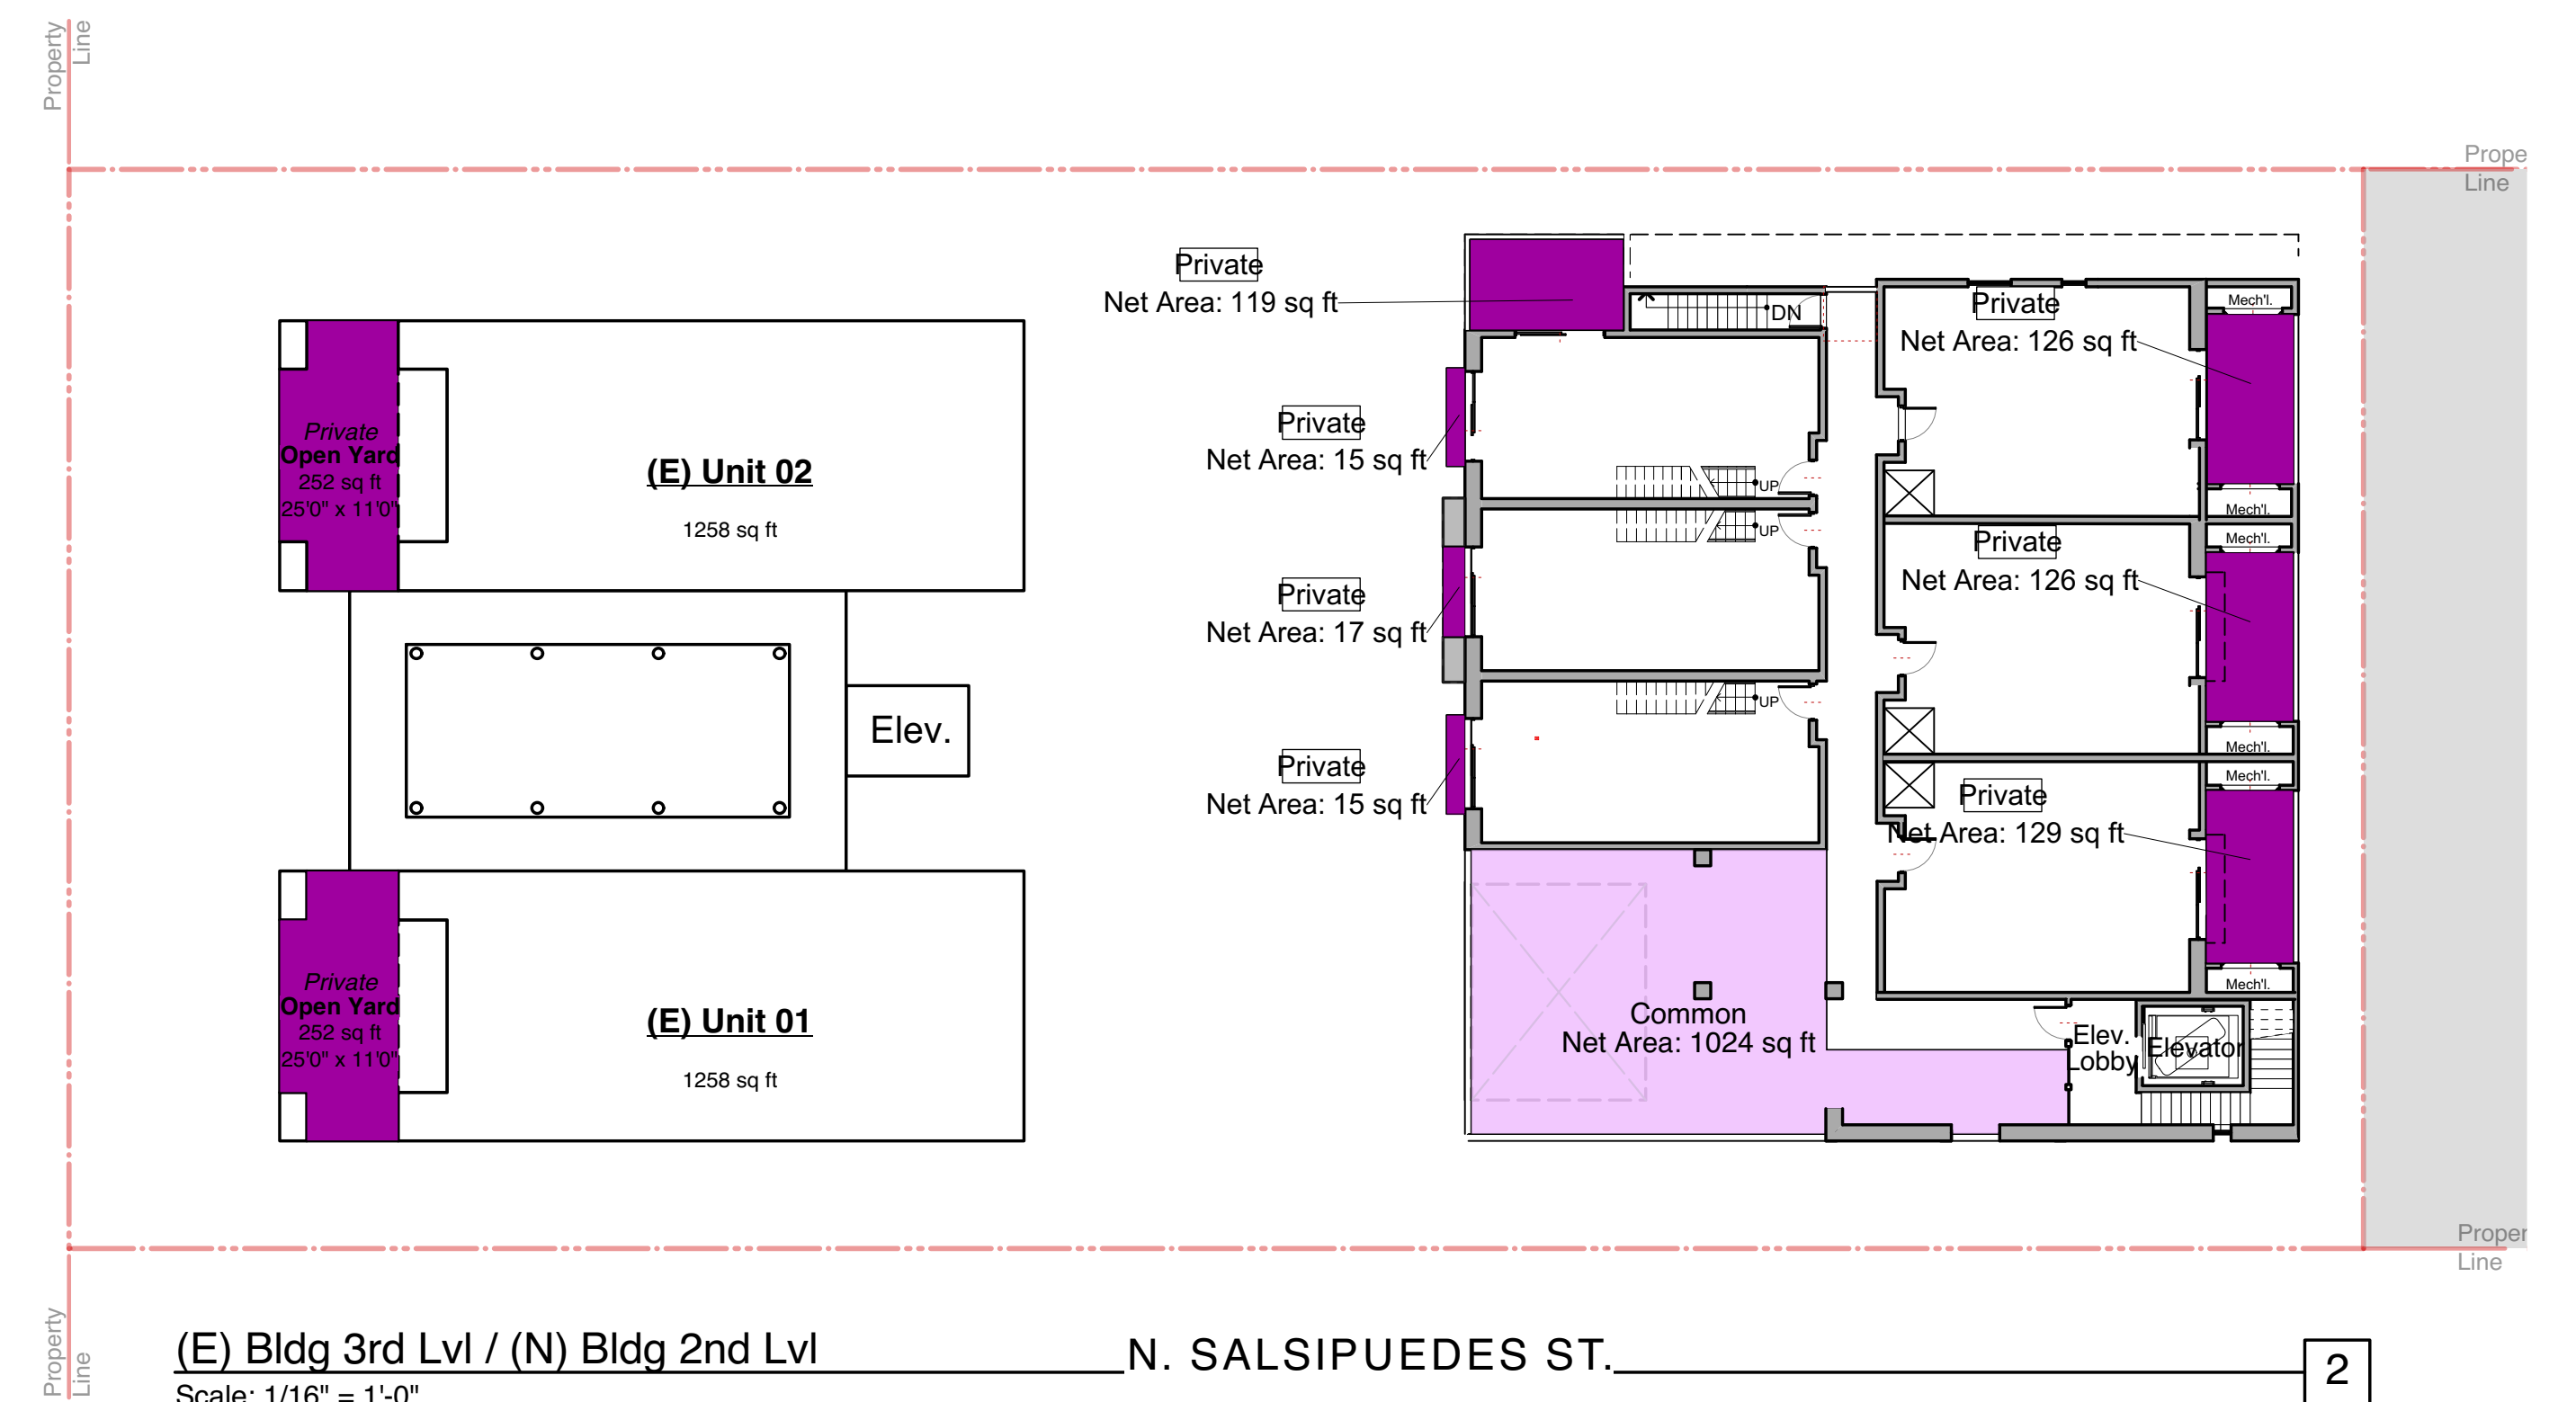 Property
Line
Prope
Line
Private
Net Area: 119 sq ft
DN
Private
Net Area: 126 sq ft
Mech'l.
Private
Open Yard
252 sq ft
25'0" x 11'0"
(E) Unit 02
1258 sq ft
Private
Net Area: 15 sq ft
UP
Mech'l.
UP
Mech'l.
Private
Net Area: 126 sq ft
Private
Net Area: 17 sq ft
UP
Elev.
Mech'l.
Private
Net Area: 15 sq ft
Mech'l.
Private
Net Area: 129 sq ft
Private
Open Yard
252 sq ft
25'0" x 11'0"
(E) Unit 01
1258 sq ft
Common
Net Area: 1024 sq ft
Mech'l.
Elev.
Lobby
Elevator
Proper
Line
Property
Line
(E) Bldg 3rd Lvl / (N) Bldg 2nd Lvl
N. SALSIPUEDES ST.
2
Scale: 1/16" = 1'-0"